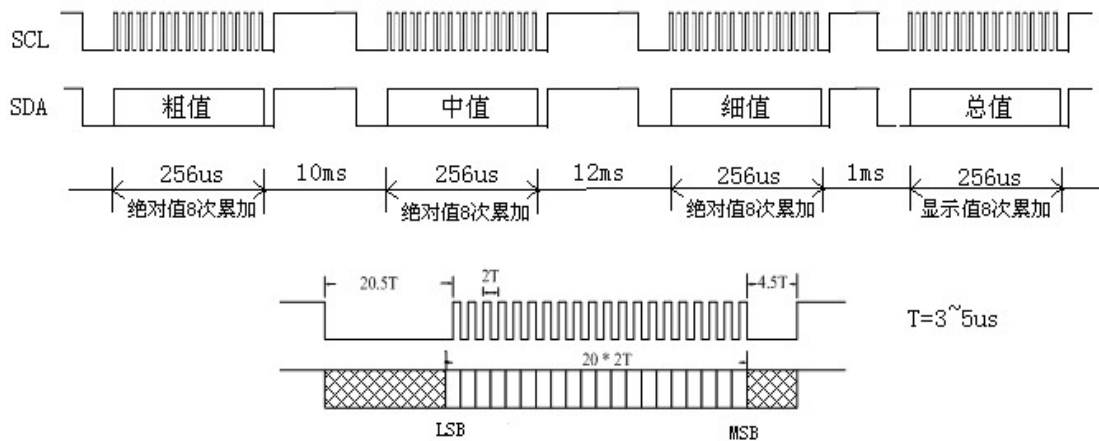 SCL
SDA 粗值 中值 细值 总值
256us 10ms 256us 12ms 256us 1ms 256us
绝对值8次累加 绝对值8次累加 绝对值8次累加 显示值8次累加
20.5T 2T 4.5T
T=3~5us
20 * 2T
LSB MSB